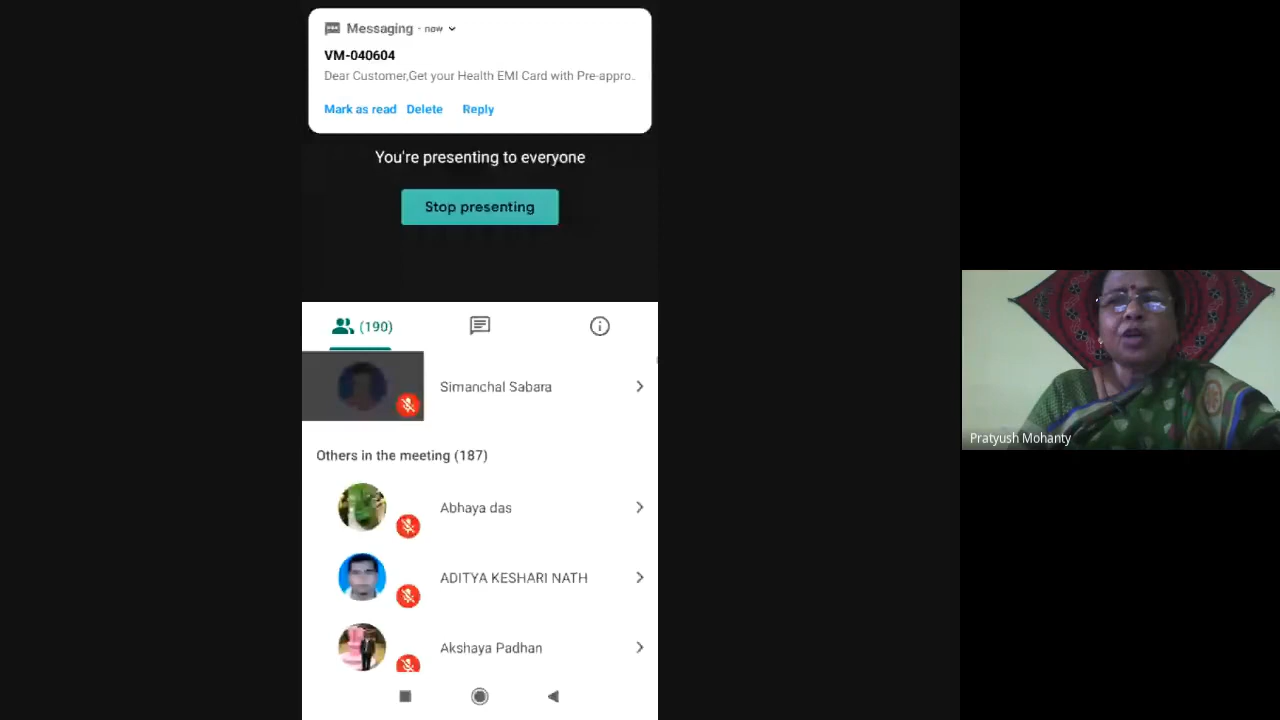 Messaging - now
VM-040604
Dear Customer,Get your Health EMI Card with Pre-appro..
Mark as read Delete Reply
You're presenting to everyone
Stop presenting
(190)
Simanchal Sabara
Others in the meeting (187)
Abhaya das
ADITYA KESHARI NATH
Akshaya Padhan
Pratyush Mohanty